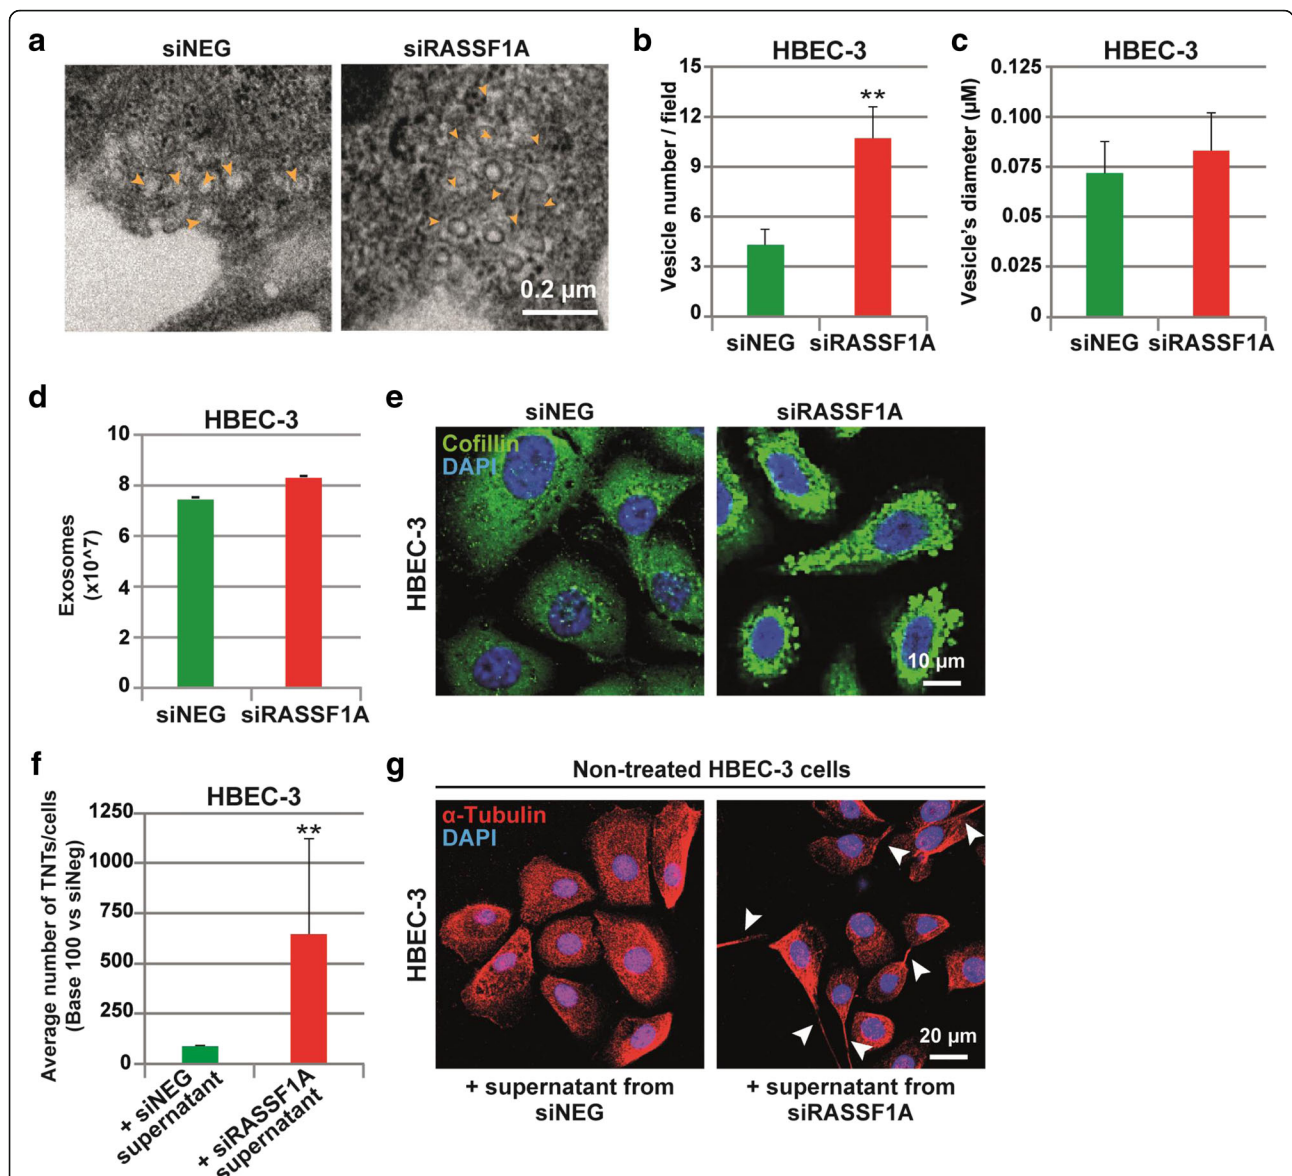 a
siNEG
siRASSF1A
0.2 µm
b
HBEC-3
Vesicle number / field
15
12
9
6
3
0
**
siNEG
siRASSF1A
c
HBEC-3
Vesicle's diameter (µM)
0.125
0.100
0.075
0.05
0.025
0
siNEG
siRASSF1A
d
HBEC-3
Exosomes
(x10^7)
10
8
6
4
2
0
siNEG
siRASSF1A
e
siNEG
siRASSF1A
HBEC-3
Cofillin
DAPI
10 µm
f
HBEC-3
Average number of TNTs/cells
(Base 100 vs siNeg)
1250
1000
750
500
250
0
**
+ siNEG
supernatant
+ siRASSF1A
supernatant
g
Non-treated HBEC-3 cells
HBEC-3
α-Tubulin
DAPI
20 µm
+ supernatant from
siNEG
+ supernatant from
siRASSF1A